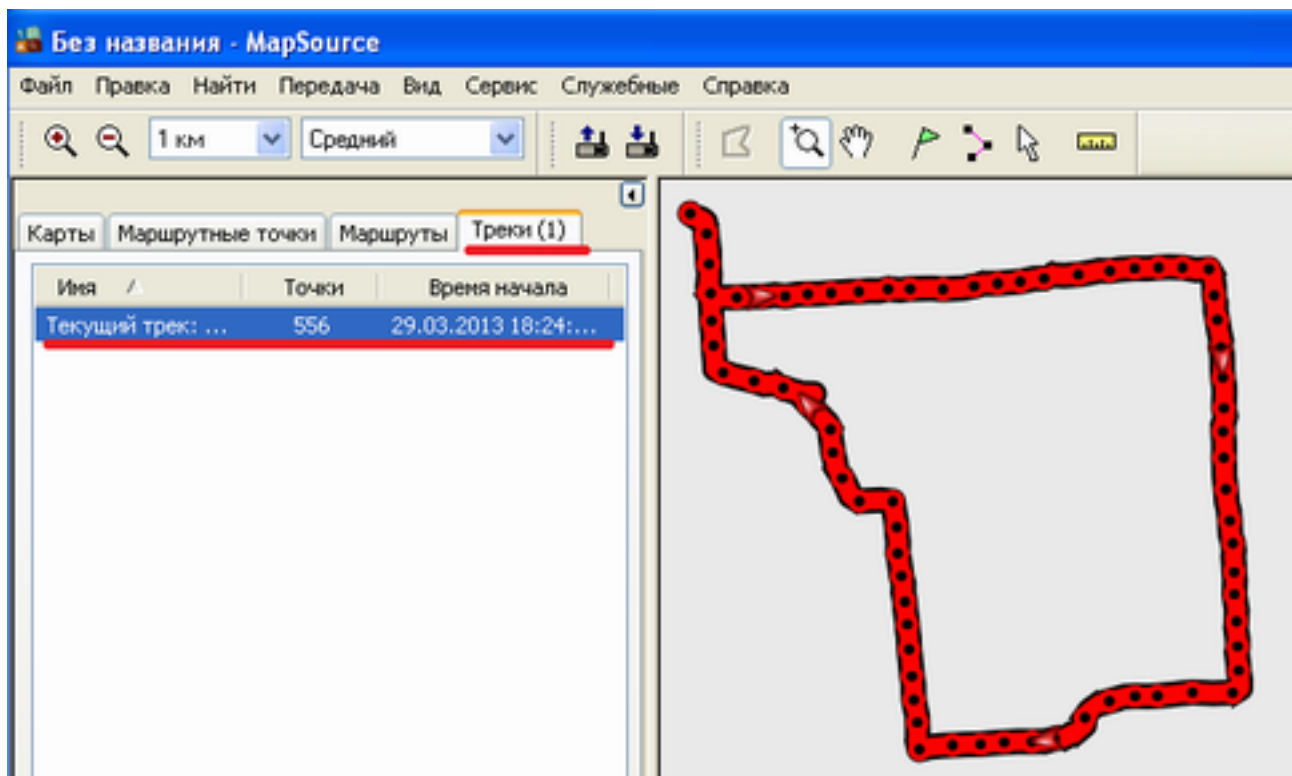 Без названия - MapSource
Файл Правка Найти Передача Вид Сервис Служебные Справка
1 км Средний
Карты Маршрутные точки Маршруты Треки (1)
Имя Точки Время начала
Текущий трек: ... 556 29.03.2013 18:24:...